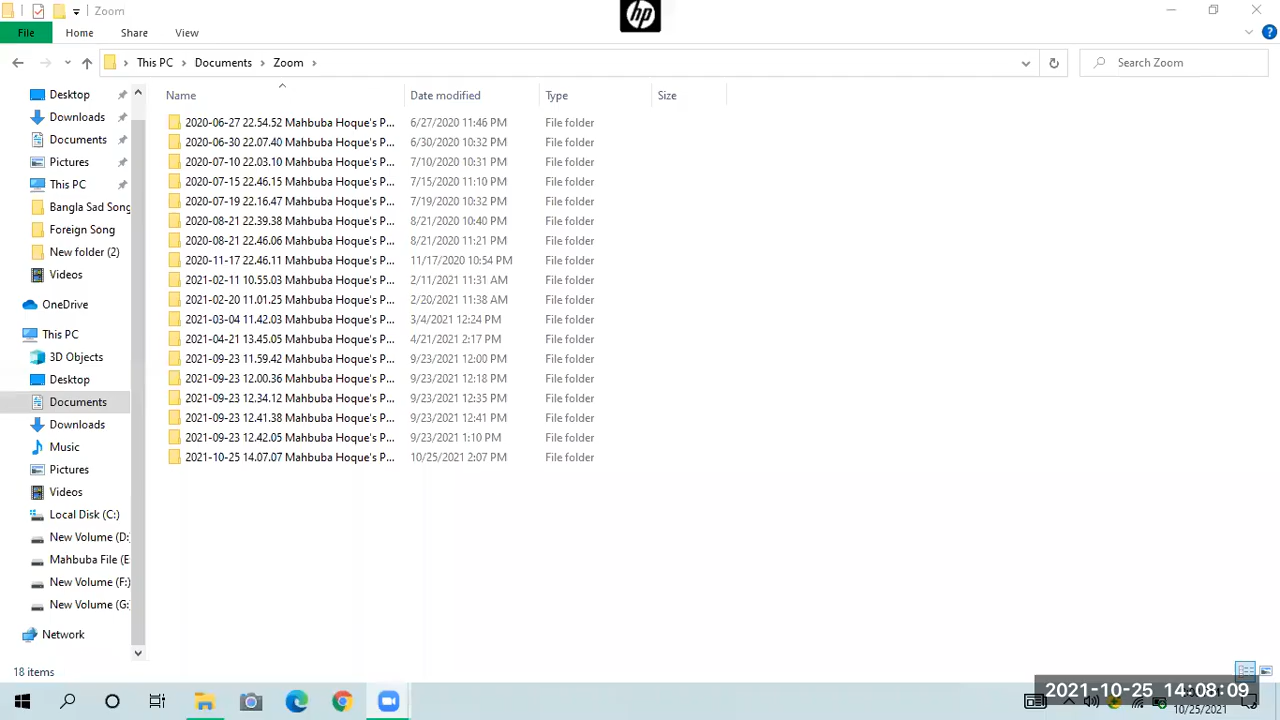 Zoom
hp
File Home Share View
This PC Documents Zoom Search Zoom
Name Date modified Type Size
Desktop
Downloads
Documents
Pictures
This PC
Bangla Sad Song
Foreign Song
New folder (2)
Videos
OneDrive
This PC
3D Objects
Desktop
Documents
Downloads
Music
Pictures
Videos
Local Disk (C:)
New Volume (D:
Mahbuba File (E
New Volume (F:)
New Volume (G:
Network
2020-06-27 22.54.52 Mahbuba Hoque's P... 6/27/2020 11:46 PM File folder
2020-06-30 22.07.40 Mahbuba Hoque's P... 6/30/2020 10:32 PM File folder
2020-07-10 22.03.10 Mahbuba Hoque's P... 7/10/2020 10:31 PM File folder
2020-07-15 22.46.15 Mahbuba Hoque's P... 7/15/2020 11:10 PM File folder
2020-07-19 22.16.47 Mahbuba Hoque's P... 7/19/2020 10:32 PM File folder
2020-08-21 22.39.38 Mahbuba Hoque's P... 8/21/2020 10:40 PM File folder
2020-08-21 22.46.06 Mahbuba Hoque's P... 8/21/2020 11:21 PM File folder
2020-11-17 22.46.11 Mahbuba Hoque's P... 11/17/2020 10:54 PM File folder
2021-02-11 10.55.03 Mahbuba Hoque's P... 2/11/2021 11:31 AM File folder
2021-02-20 11.01.25 Mahbuba Hoque's P... 2/20/2021 11:38 AM File folder
2021-03-04 11.42.03 Mahbuba Hoque's P... 3/4/2021 12:24 PM File folder
2021-04-21 13.45.05 Mahbuba Hoque's P... 4/21/2021 2:17 PM File folder
2021-09-23 11.59.42 Mahbuba Hoque's P... 9/23/2021 12:00 PM File folder
2021-09-23 12.00.36 Mahbuba Hoque's P... 9/23/2021 12:18 PM File folder
2021-09-23 12.34.12 Mahbuba Hoque's P... 9/23/2021 12:35 PM File folder
2021-09-23 12.41.38 Mahbuba Hoque's P... 9/23/2021 12:41 PM File folder
2021-09-23 12.42.05 Mahbuba Hoque's P... 9/23/2021 1:10 PM File folder
2021-10-25 14.07.07 Mahbuba Hoque's P... 10/25/2021 2:07 PM File folder
18 items
2021-10-25 14:08:09
10/25/2021